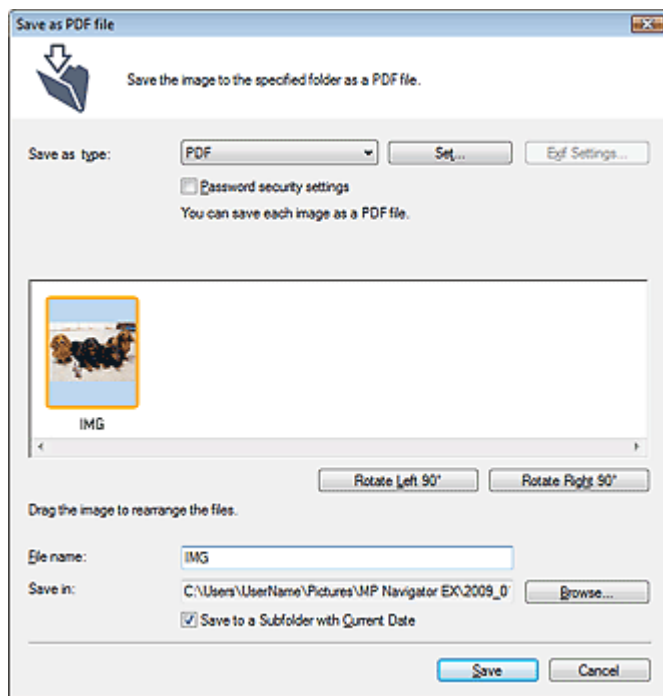 Save as PDF file
Save the image to the specified folder as a PDF file.
Save as type: PDF Set... Exif Settings...
Password security settings
You can save each image as a PDF file.
IMG
Rotate Left 90° Rotate Right 90°
Drag the image to rearrange the files.
File name: IMG
Save in: C:\Users\UserName\Pictures\MP Navigator EX\2009_0 Browse...
Save to a Subfolder with Current Date
Save Cancel